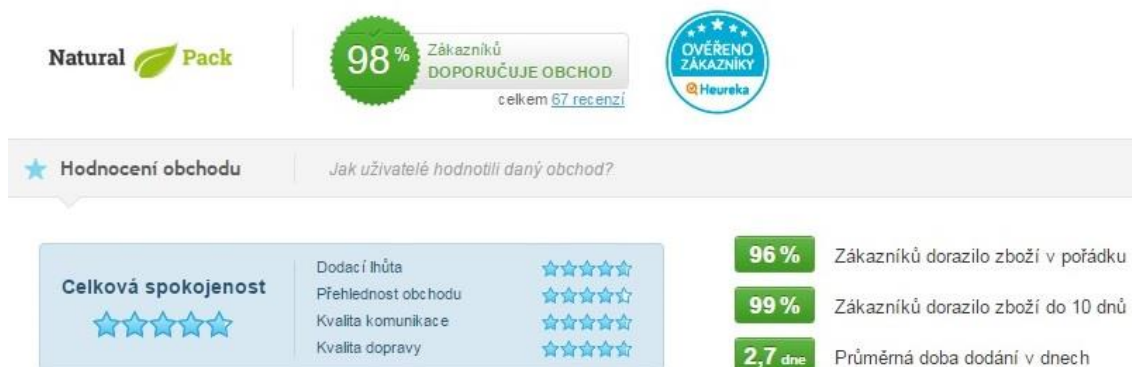 Natural Pack
98 %
Zákazníků
DOPORUČUJE OBCHOD
celkem 67 recenzí
OVĚŘENO
ZÁKAZNÍKY
Heureka
Hodnocení obchodu
Jak uživatelé hodnotili daný obchod?
Celková spokojenost
Dodací lhůta
Přehlednost obchodu
Kvalita komunikace
Kvalita dopravy
96 % Zákazníků dorazilo zboží v pořádku
99 % Zákazníků dorazilo zboží do 10 dnů
2,7 dne Průměrná doba dodání v dnech